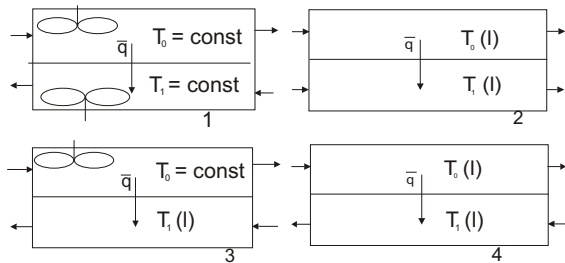 T₀ = const
q̅
T₁ = const
1
T₀ (l)
q̅
T₁ (l)
2
T₀ = const
q̅
T₁ (l)
3
T₀ (l)
q̅
T₁ (l)
4